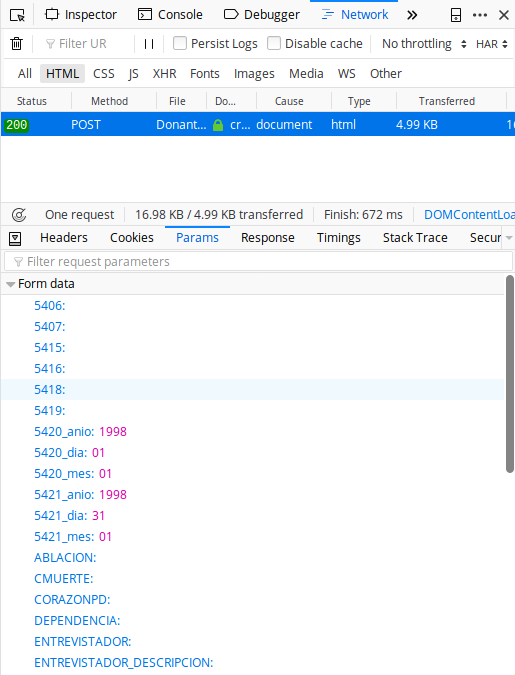 Inspector Console Debugger Network
Filter UR Persist Logs Disable cache No throttling HAR
All HTML CSS JS XHR Fonts Images Media WS Other
Status Method File Do... Cause Type Transferred
200 POST Donant... cr... document html 4.99 KB 16
One request 16.98 KB / 4.99 KB transferred Finish: 672 ms DOMContentLoa
Headers Cookies Params Response Timings Stack Trace Secur
Filter request parameters
Form data
5406:
5407:
5415:
5416:
5418:
5419:
5420_anio: 1998
5420_dia: 01
5420_mes: 01
5421_anio: 1998
5421_dia: 31
5421_mes: 01
ABLACION:
CMUERTE:
CORAZONPD:
DEPENDENCIA:
ENTREVISTADOR:
ENTREVISTADOR_DESCRIPCION: